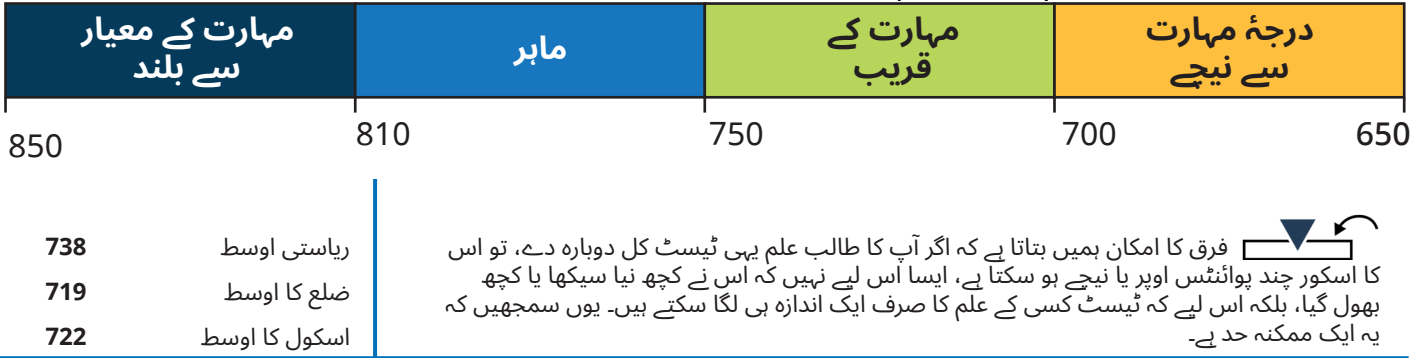 درجۂ مہارت
سے نیچے
مہارت کے
قریب
ماہر
مہارت کے معیار
سے بلند
650
700
750
810
850
فرق کا امکان ہمیں بتاتا ہے کہ اگر آپ کا طالب علم یہی ٹیسٹ کل دوبارہ دے، تو اس
کا اسکور چند پوائنٹس اوپر یا نیچے ہو سکتا ہے، ایسا اس لیے نہیں کہ اس نے کچھ نیا سیکھا یا کچھ
بھول گیا، بلکہ اس لیے کہ ٹیسٹ کسی کے علم کا صرف ایک اندازہ ہی لگا سکتے ہیں۔ یوں سمجھیں کہ
یہ ایک ممکنہ حد ہے۔
ریاستی اوسط 738
ضلع کا اوسط 719
اسکول کا اوسط 722